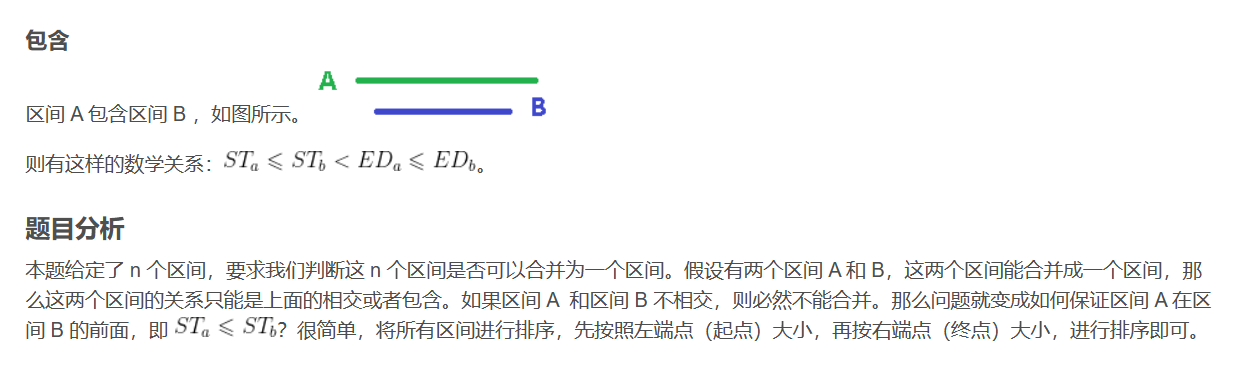 包含
A
区间 A 包含区间 B ，如图所示。 B
则有这样的数学关系：$ST_a \leqslant ST_b < ED_a \leqslant ED_b$。
题目分析
本题给定了 n 个区间，要求我们判断这 n 个区间是否可以合并为一个区间。假设有两个区间 A 和 B，这两个区间能合并成一个区间，那
么这两个区间的关系只能是上面的相交或者包含。如果区间 A 和区间 B 不相交，则必然不能合并。那么问题就变成如何保证区间 A 在区
间 B 的前面，即 $ST_a \leqslant ST_b$？很简单，将所有区间进行排序，先按照左端点（起点）大小，再按右端点（终点）大小，进行排序即可。